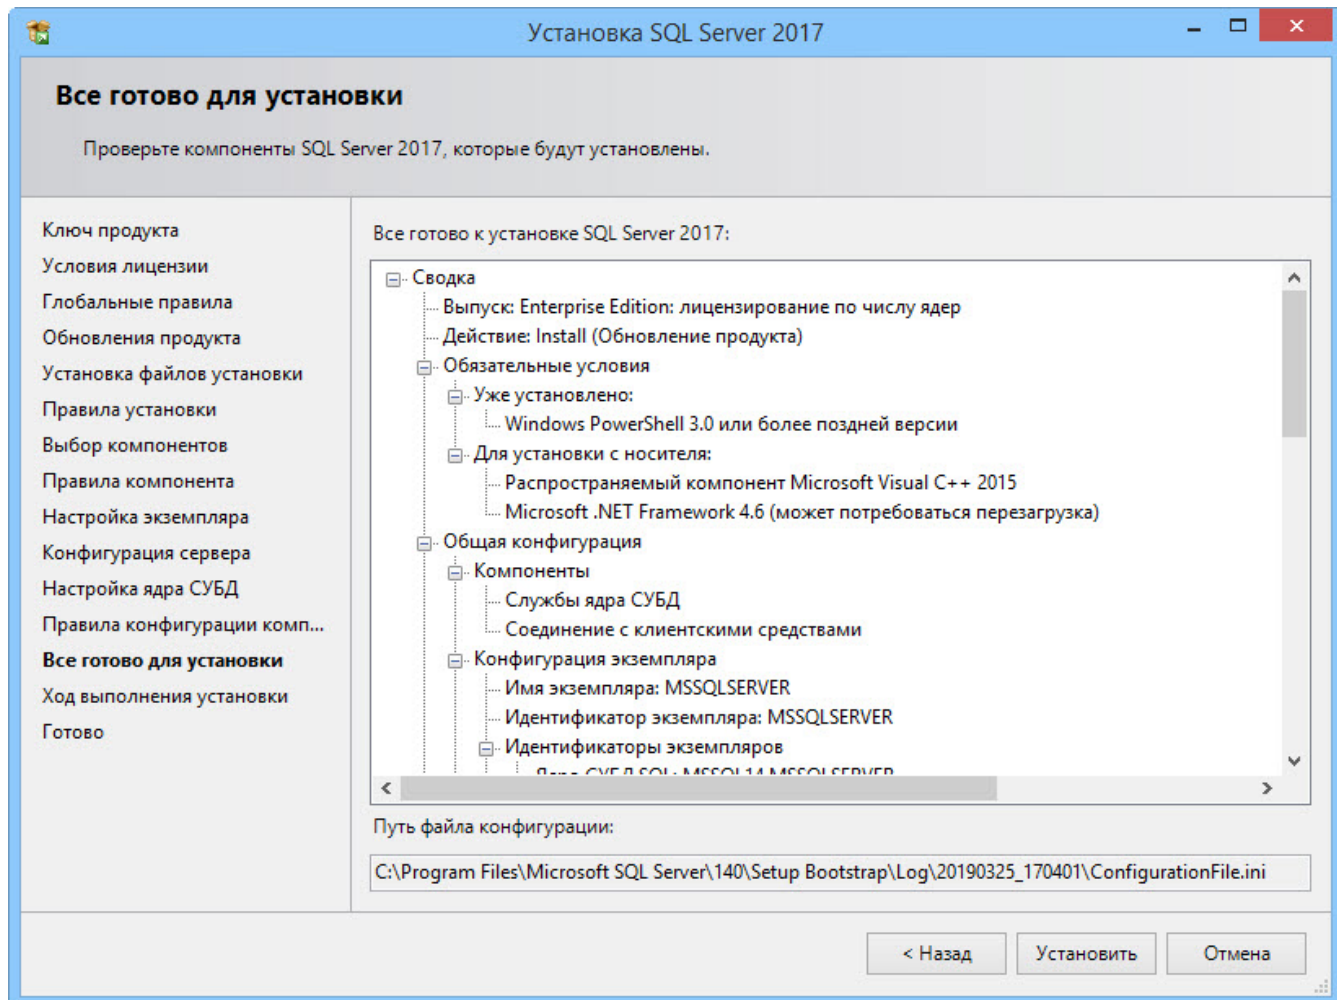 Установка SQL Server 2017
Все готово для установки
Проверьте компоненты SQL Server 2017, которые будут установлены.
Ключ продукта
Условия лицензии
Глобальные правила
Обновления продукта
Установка файлов установки
Правила установки
Выбор компонентов
Правила компонента
Настройка экземпляра
Конфигурация сервера
Настройка ядра СУБД
Правила конфигурации комп...
Все готово для установки
Ход выполнения установки
Готово
Все готово к установке SQL Server 2017:
Сводка
Выпуск: Enterprise Edition: лицензирование по числу ядер
Действие: Install (Обновление продукта)
Обязательные условия
Уже установлено:
Windows PowerShell 3.0 или более поздней версии
Для установки с носителя:
Распространяемый компонент Microsoft Visual C++ 2015
Microsoft .NET Framework 4.6 (может потребоваться перезагрузка)
Общая конфигурация
Компоненты
Службы ядра СУБД
Соединение с клиентскими средствами
Конфигурация экземпляра
Имя экземпляра: MSSQLSERVER
Идентификатор экземпляра: MSSQLSERVER
Идентификаторы экземпляров
Ядро СУБД SQL: MSSQL14.MSSQLSERVER
Путь файла конфигурации:
C:\Program Files\Microsoft SQL Server\140\Setup Bootstrap\Log\20190325_170401\ConfigurationFile.ini
< Назад
Установить
Отмена